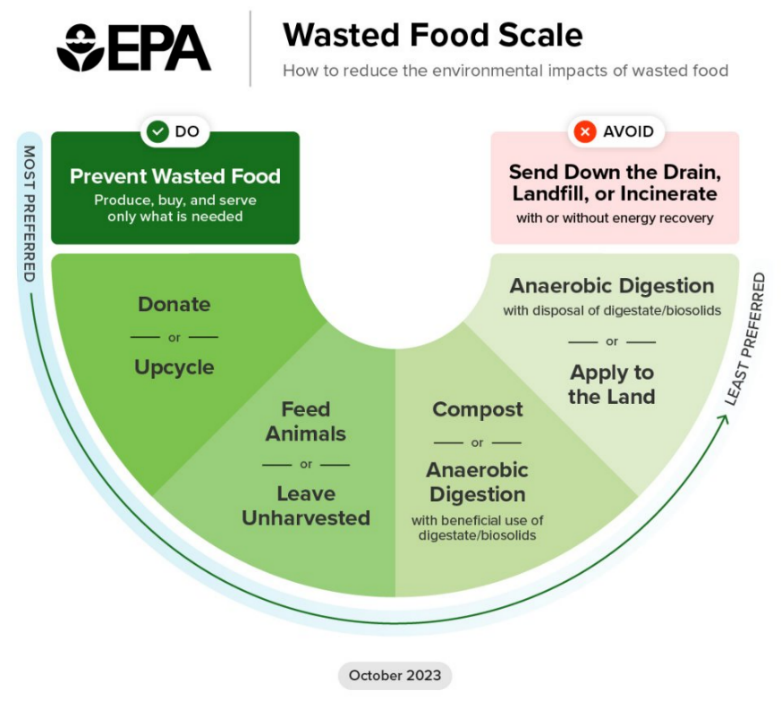 EPA
Wasted Food Scale
How to reduce the environmental impacts of wasted food
DO
Prevent Wasted Food
Produce, buy, and serve
only what is needed
AVOID
Send Down the Drain,
Landfill, or Incinerate
with or without energy recovery
MOST PREFERRED
Donate
or
Upcycle
Feed
Animals
or
Leave
Unharvested
Compost
or
Anaerobic
Digestion
with beneficial use of
digestate/biosolids
Anaerobic Digestion
with disposal of digestate/biosolids
or
Apply to
the Land
LEAST PREFERRED
October 2023